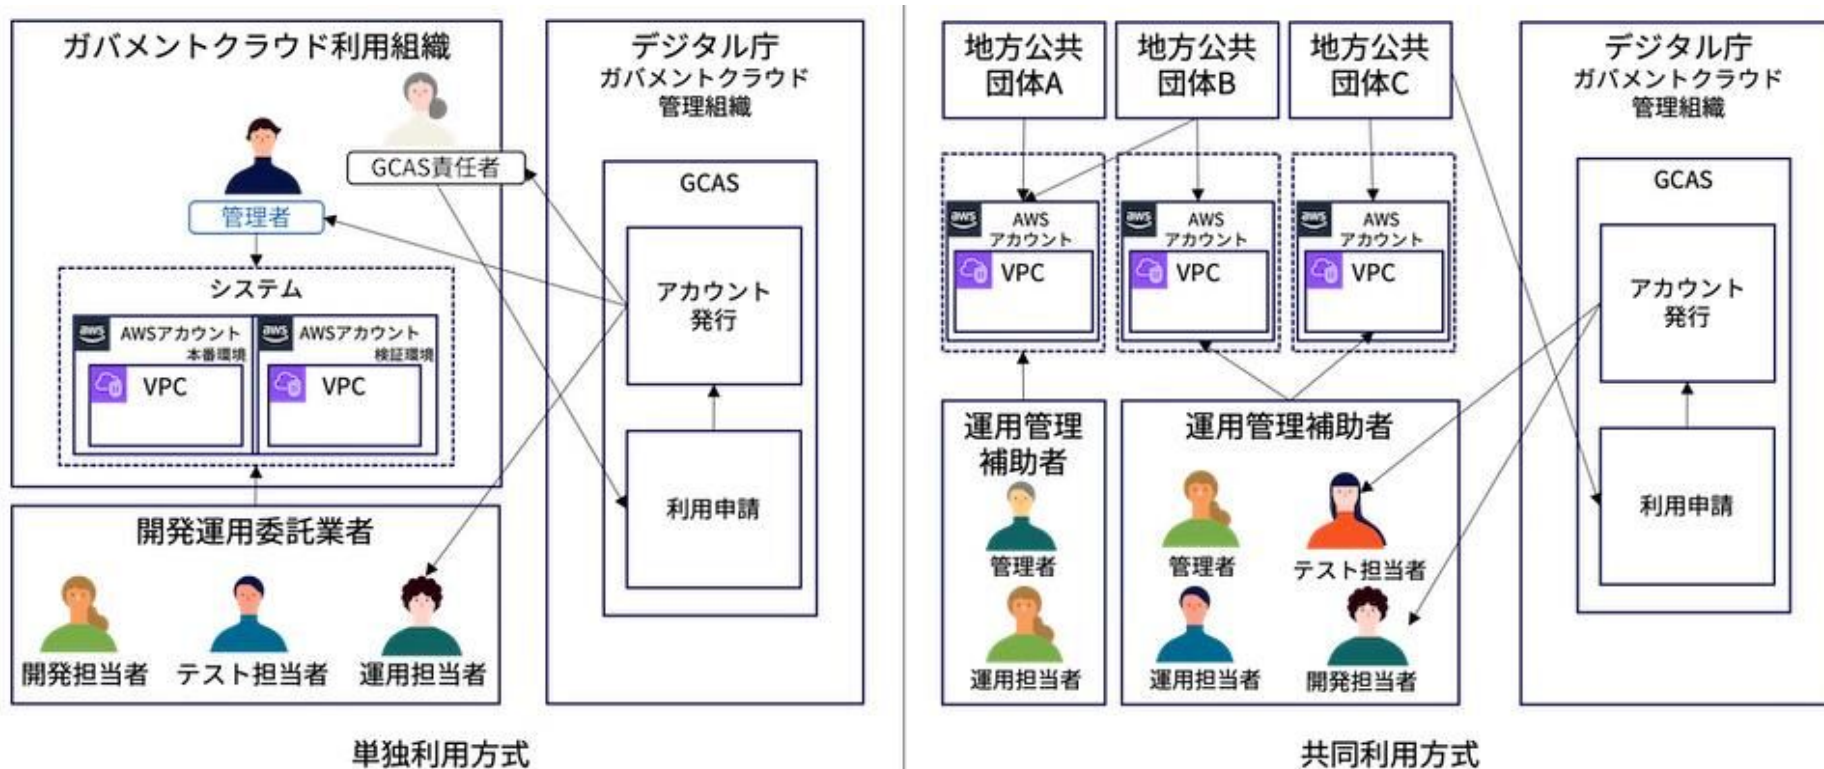 ガバメントクラウド利用組織
GCAS責任者
管理者
システム
aws
AWSアカウント
本番環境
VPC
aws
AWSアカウント
検証環境
VPC
開発運用委託業者
開発担当者
テスト担当者
運用担当者
デジタル庁
ガバメントクラウド
管理組織
GCAS
アカウント
発行
利用申請
単独利用方式
地方公共
団体A
地方公共
団体B
地方公共
団体C
aws
AWS
アカウント
VPC
aws
AWS
アカウント
VPC
aws
AWS
アカウント
VPC
運用管理
補助者
管理者
運用担当者
運用管理補助者
管理者
テスト担当者
運用担当者
開発担当者
デジタル庁
ガバメントクラウド
管理組織
GCAS
アカウント
発行
利用申請
共同利用方式